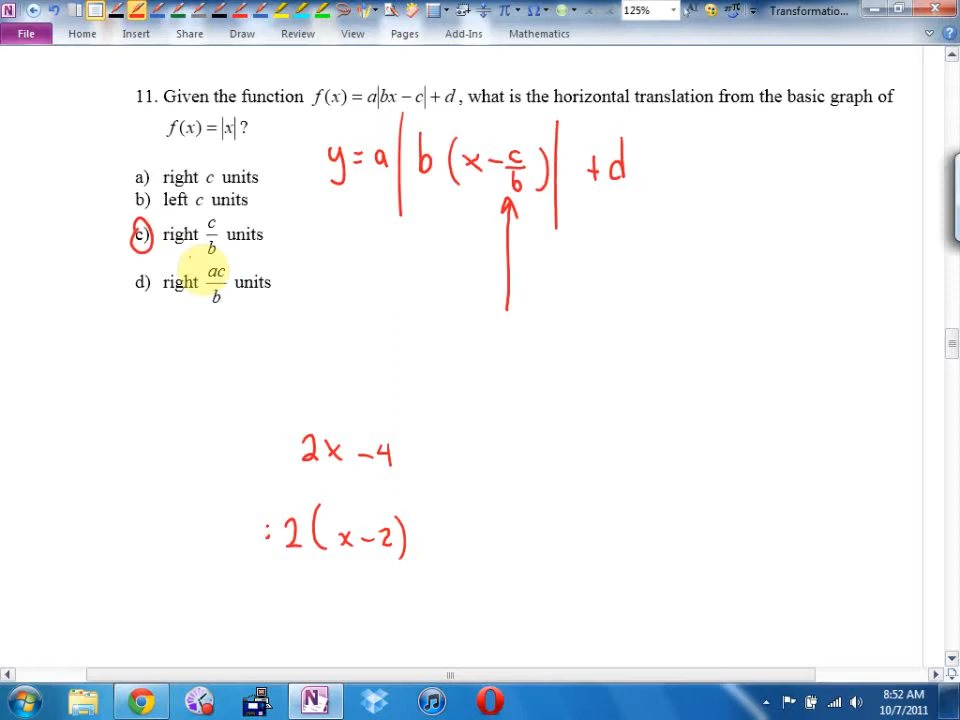 125%
Transformatio...
File Home Insert Share Draw Review View Pages Add-Ins Mathematics
11. Given the function f(x) = a|bx − c| + d, what is the horizontal translation from the basic graph of
f(x) = |x| ?
y = a | b (x − c/b) | + d
a) right c units
b) left c units
c) right c/b units
d) right ac/b units
2x − 4
: 2 ( x − 2)
8:52 AM
10/7/2011